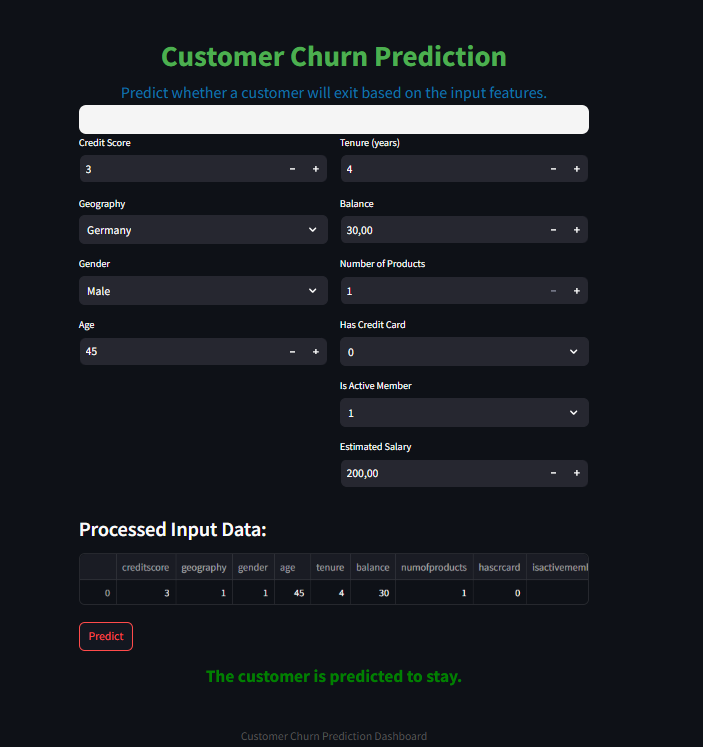 Customer Churn Prediction
Predict whether a customer will exit based on the input features.
Credit Score
3 − +
Geography
Germany
Gender
Male
Age
45 − +
Tenure (years)
4 − +
Balance
30,00 − +
Number of Products
1 − +
Has Credit Card
0
Is Active Member
1
Estimated Salary
200,00 − +
Processed Input Data:
creditscore geography gender age tenure balance numofproducts hascrcard isactivememl
0 3 1 1 45 4 30 1 0
Predict
The customer is predicted to stay.
Customer Churn Prediction Dashboard